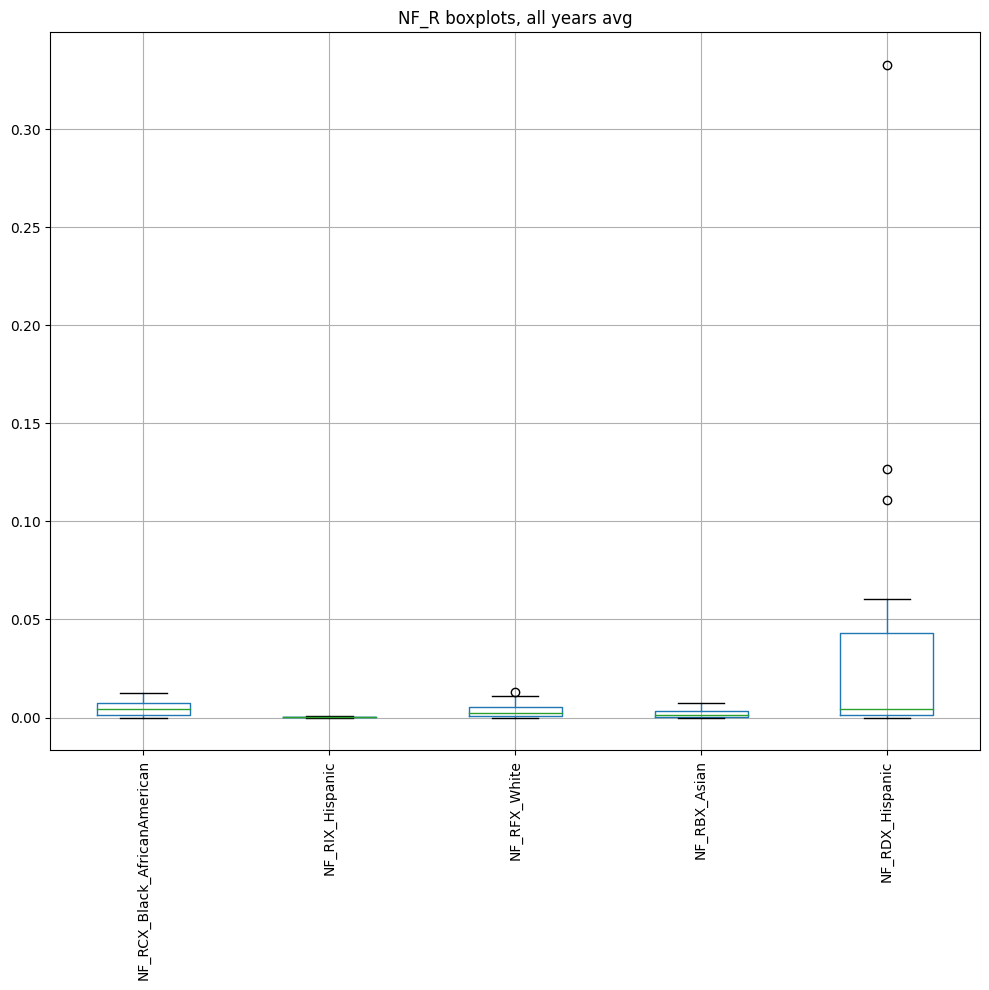 NF_R boxplots, all years avg
0.30
0.25
0.20
0.15
0.10
0.05
0.00
NF_RCX_Black_AfricanAmerican
NF_RIX_Hispanic
NF_RFX_White
NF_RBX_Asian
NF_RDX_Hispanic